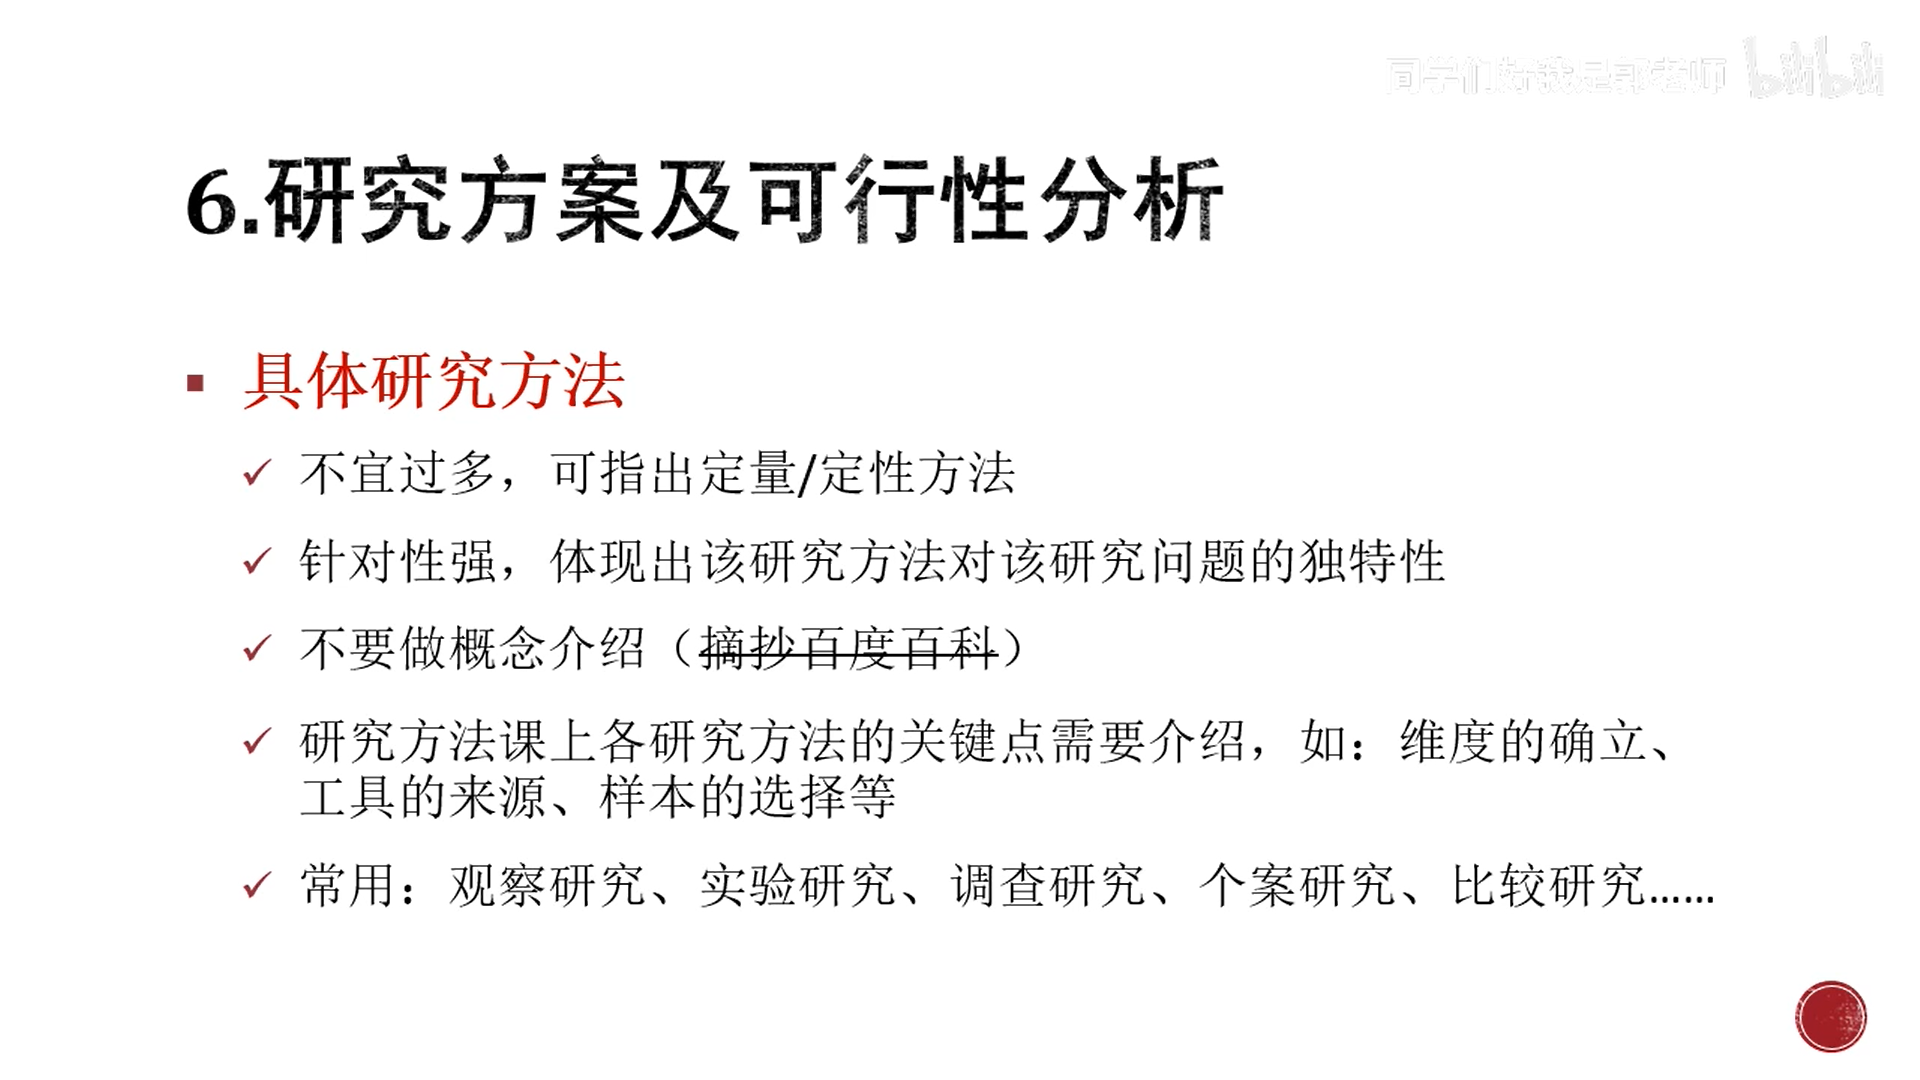 同学们好我是郭老师 bilibili
6.研究方案及可行性分析
具体研究方法
不宜过多，可指出定量/定性方法
针对性强，体现出该研究方法对该研究问题的独特性
不要做概念介绍（摘抄百度百科）
研究方法课上各研究方法的关键点需要介绍，如：维度的确立、
工具的来源、样本的选择等
常用：观察研究、实验研究、调查研究、个案研究、比较研究……